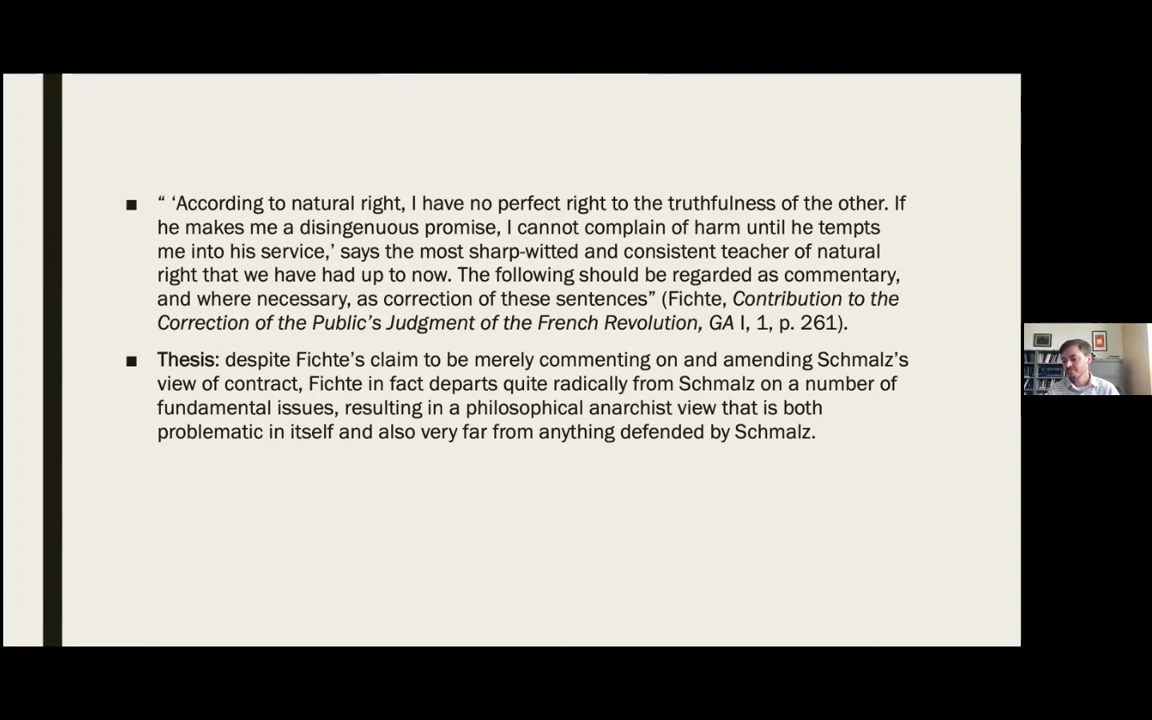 ■ “ ‘According to natural right, I have no perfect right to the truthfulness of the other. If
he makes me a disingenuous promise, I cannot complain of harm until he tempts
me into his service,’ says the most sharp-witted and consistent teacher of natural
right that we have had up to now. The following should be regarded as commentary,
and where necessary, as correction of these sentences” (Fichte, Contribution to the
Correction of the Public’s Judgment of the French Revolution, GA I, 1, p. 261).
■ Thesis: despite Fichte’s claim to be merely commenting on and amending Schmalz’s
view of contract, Fichte in fact departs quite radically from Schmalz on a number of
fundamental issues, resulting in a philosophical anarchist view that is both
problematic in itself and also very far from anything defended by Schmalz.